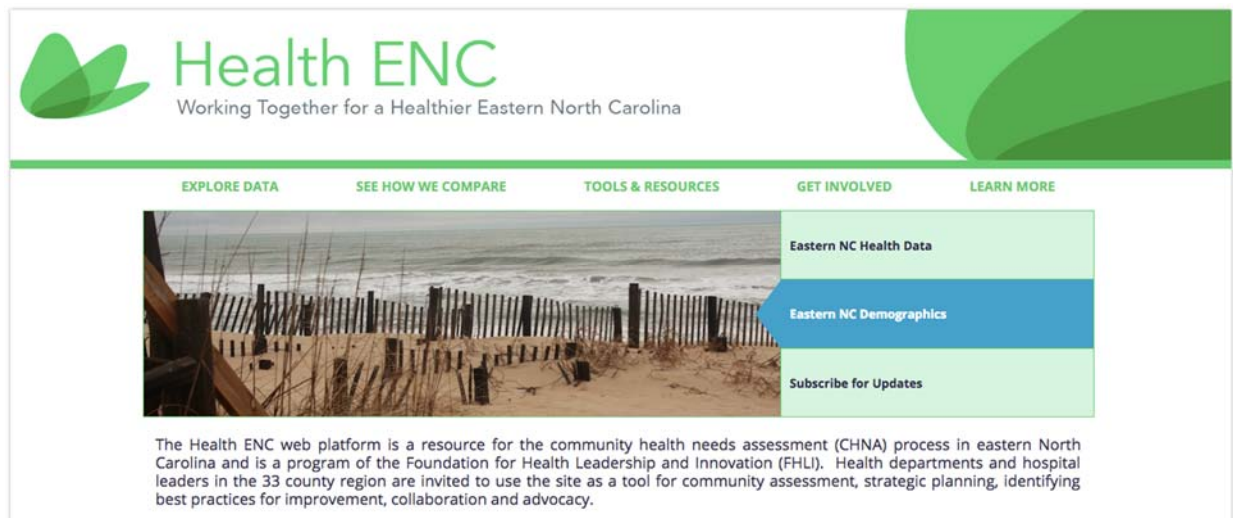 Health ENC
Working Together for a Healthier Eastern North Carolina
EXPLORE DATA SEE HOW WE COMPARE TOOLS & RESOURCES GET INVOLVED LEARN MORE
Eastern NC Health Data
Eastern NC Demographics
Subscribe for Updates
The Health ENC web platform is a resource for the community health needs assessment (CHNA) process in eastern North
Carolina and is a program of the Foundation for Health Leadership and Innovation (FHLI). Health departments and hospital
leaders in the 33 county region are invited to use the site as a tool for community assessment, strategic planning, identifying
best practices for improvement, collaboration and advocacy.